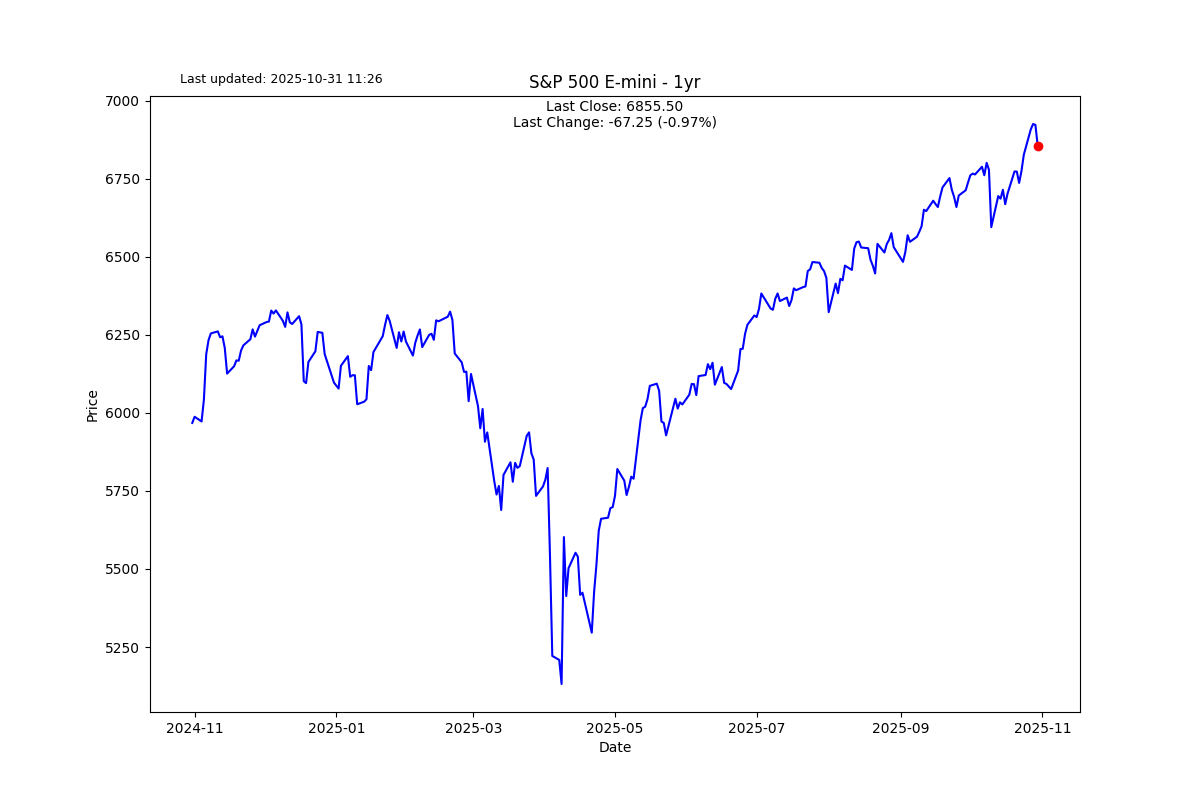 Last updated: 2025-10-31 11:26
S&P 500 E-mini - 1yr
Last Close: 6855.50
Last Change: -67.25 (-0.97%)
7000
6750
6500
6250
6000
5750
5500
5250
Price
2024-11 2025-01 2025-03 2025-05 2025-07 2025-09 2025-11
Date